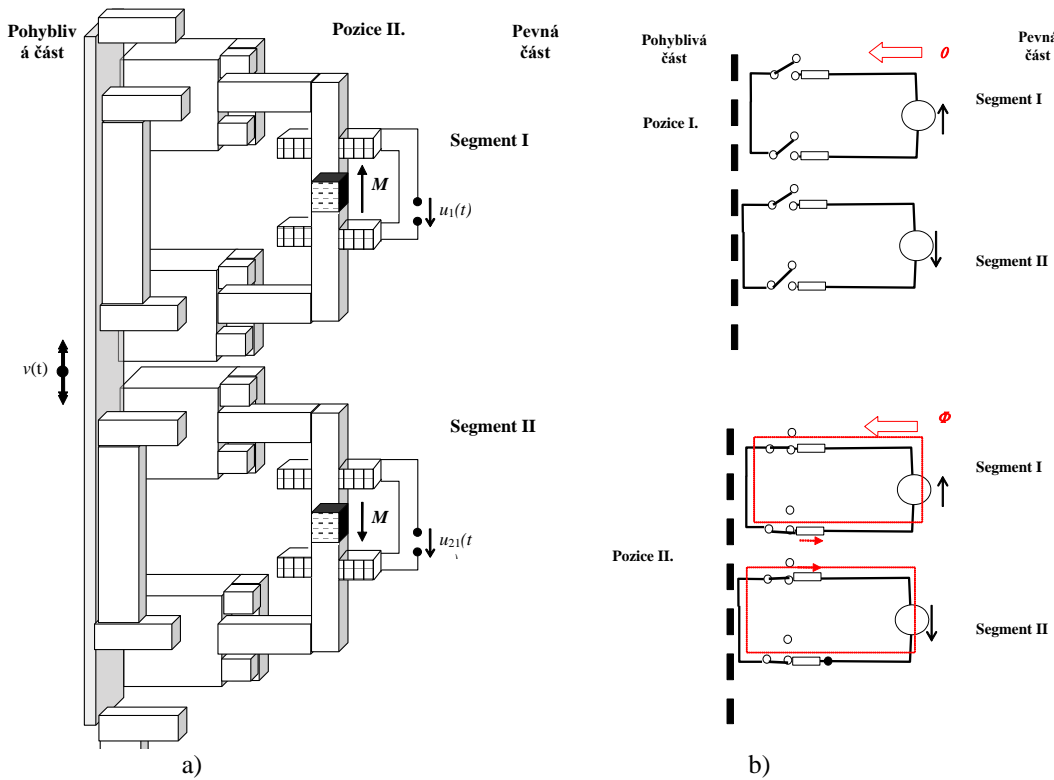 Pohybliv
á část
Pozice II.
Pevná
část
Segment I
M
u1(t)
v(t)
Segment II
M
u21(t
a)
Pohyblivá
část
0
Pevná
část
Pozice I.
Segment I
Segment II
Φ
Segment I
Pozice II.
Segment II
b)